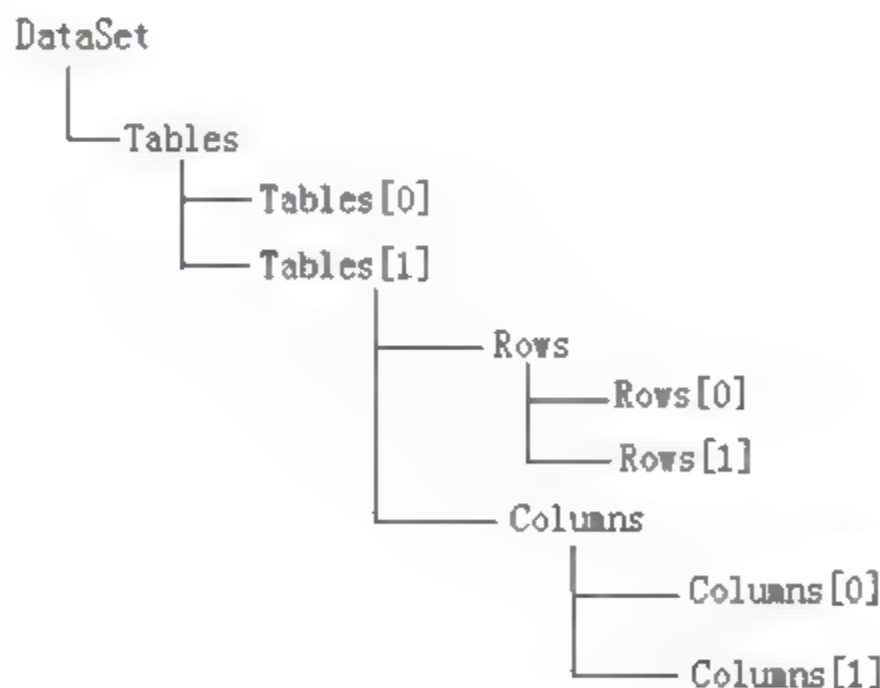 DataSet
Tables
Tables[0]
Tables[1]
Rows
Rows[0]
Rows[1]
Columns
Columns[0]
Columns[1]